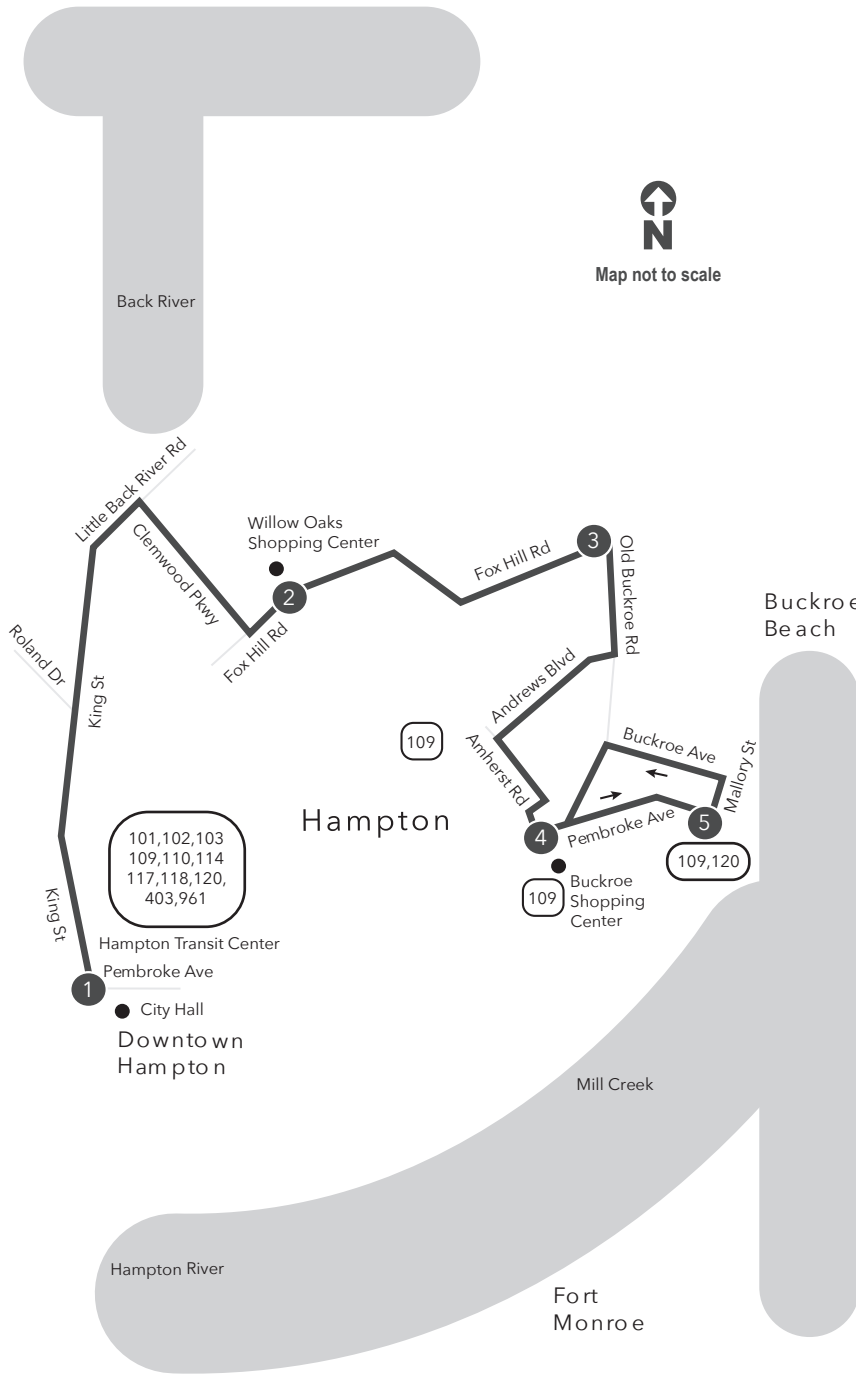 N
Map not to scale
Back River
Little Back River Rd
Clemwood Pkwy
Willow Oaks
Shopping Center
2
Fox Hill Rd
Fox Hill Rd
3
Old Buckroe Rd
Buckroe
Beach
Roland Dr
King St
Andrews Blvd
109
Amherst Rd
Buckroe Ave
Mallory St
Hampton
4
Pembroke Ave
5
101,102,103
109,110,114
117,118,120,
403,961
109,120
109
Buckroe
Shopping
Center
King St
Hampton Transit Center
Pembroke Ave
1
City Hall
Downtown
Hampton
Mill Creek
Hampton River
Fort
Monroe